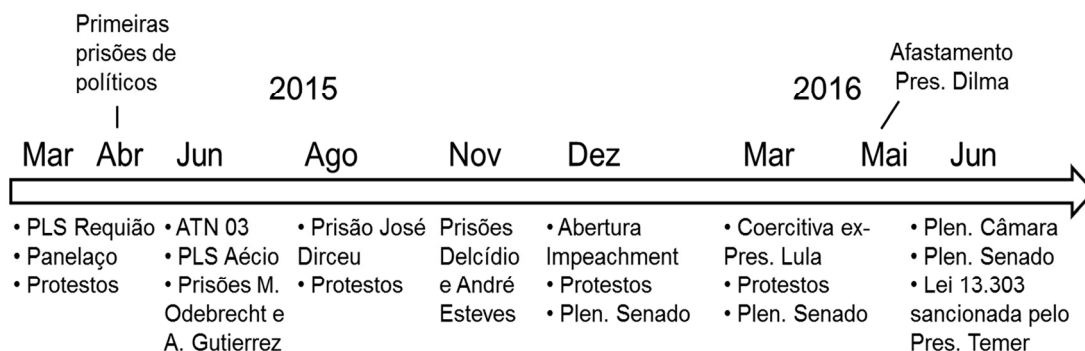 Primeiras
prisões de
políticos
2015
2016
Afastamento
Pres. Dilma
Mar Abr Jun Ago Nov Dez Mar Mai Jun
• PLS Requião
• Panelaço
• Protestos
• ATN 03
• PLS Aécio
• Prisões M.
Odebrecht e
A. Gutierrez
• Prisão José
Dirceu
• Protestos
Prisões
Delcídio
e André
Esteves
• Abertura
Impeachment
• Protestos
• Plen. Senado
• Coercitiva ex-
Pres. Lula
• Protestos
• Plen. Senado
• Plen. Câmara
• Plen. Senado
• Lei 13.303
sancionada pelo
Pres. Temer